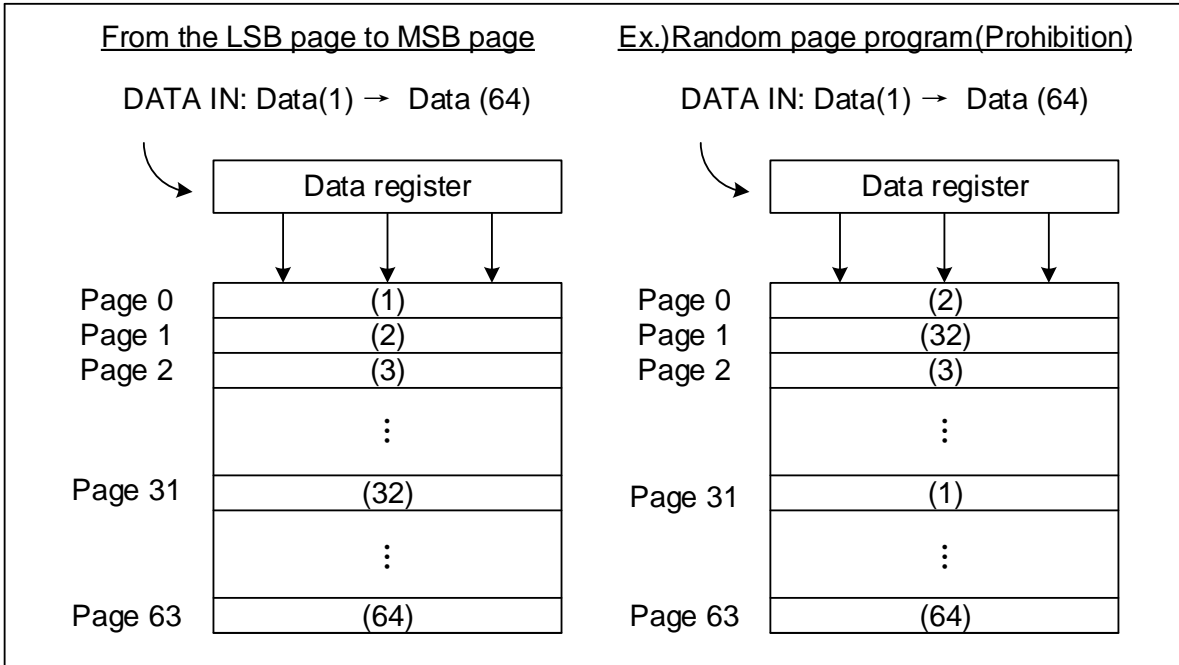 From the LSB page to MSB page
DATA IN: Data(1) → Data (64)
Data register
Page 0 (1)
Page 1 (2)
Page 2 (3)
⋮
Page 31 (32)
⋮
Page 63 (64)
Ex.)Random page program(Prohibition)
DATA IN: Data(1) → Data (64)
Data register
Page 0 (2)
Page 1 (32)
Page 2 (3)
⋮
Page 31 (1)
⋮
Page 63 (64)